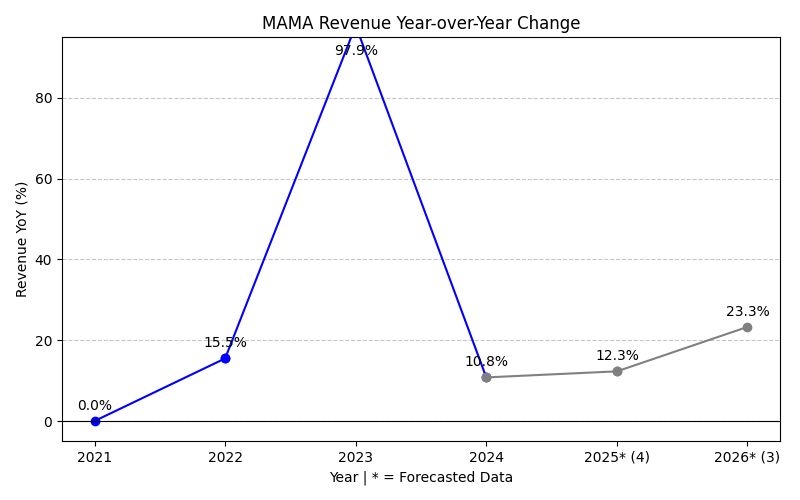 MAMA Revenue Year-over-Year Change
97.9%
80
60
Revenue YoY (%)
40
23.3%
20
15.5%
12.3%
10.8%
0.0%
0
2021 2022 2023 2024 2025* (4) 2026* (3)
Year | * = Forecasted Data